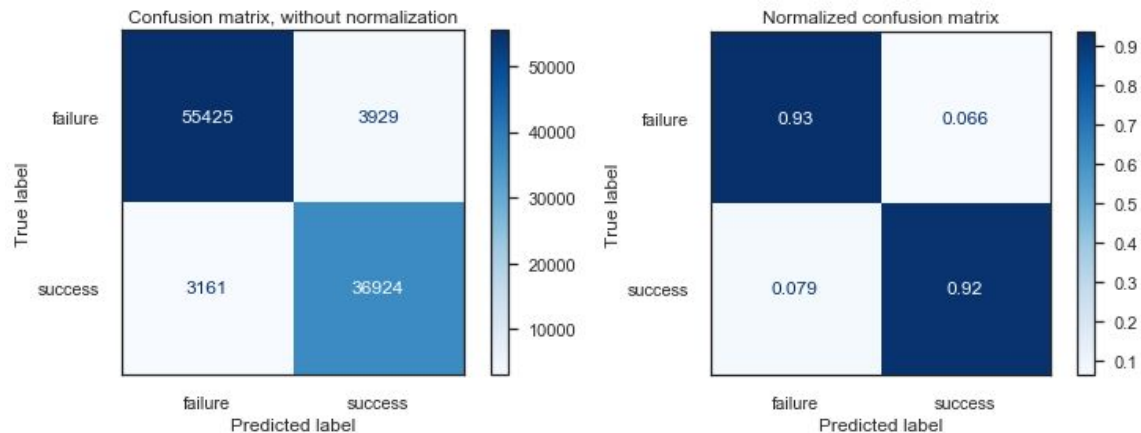 Confusion matrix, without normalization
failure
55425 3929
success
3161 36924
True label
failure success
Predicted label
50000
40000
30000
20000
10000
Normalized confusion matrix
failure
0.93 0.066
success
0.079 0.92
True label
failure success
Predicted label
0.9
0.8
0.7
0.6
0.5
0.4
0.3
0.2
0.1